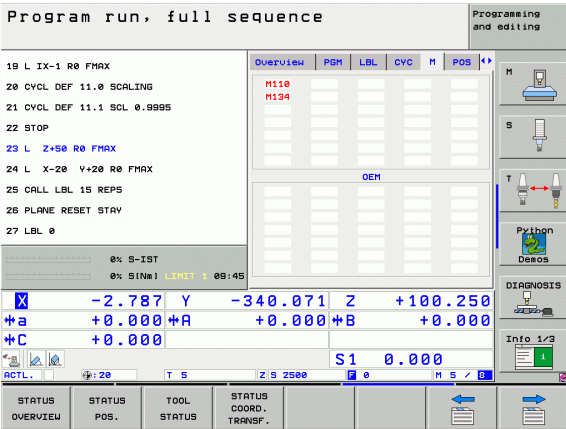 Program run, full sequence
Programming
and editing
19 L IX-1 R0 FMAX
20 CYCL DEF 11.0 SCALING
21 CYCL DEF 11.1 SCL 0.9995
22 STOP
23 L Z+50 R0 FMAX
24 L X-20 Y+20 R0 FMAX
25 CALL LBL 15 REPS
26 PLANE RESET STAY
27 LBL 0
Overview PGM LBL CYC M POS
M110
M134
OEM
0% S-IST
0% S[Nm] LIMIT 1 09:45
X -2.787 Y -340.071 Z +100.250
a +0.000 A +0.000 B +0.000
C +0.000
S1 0.000
ACTL. : 20 T 5 Z S 2500 F 0 M 5 / 8
STATUS
OVERVIEW
STATUS
POS.
TOOL
STATUS
STATUS
COORD.
TRANSF.
M
S
T
Python
Demos
DIAGNOSIS
Info 1/3
i